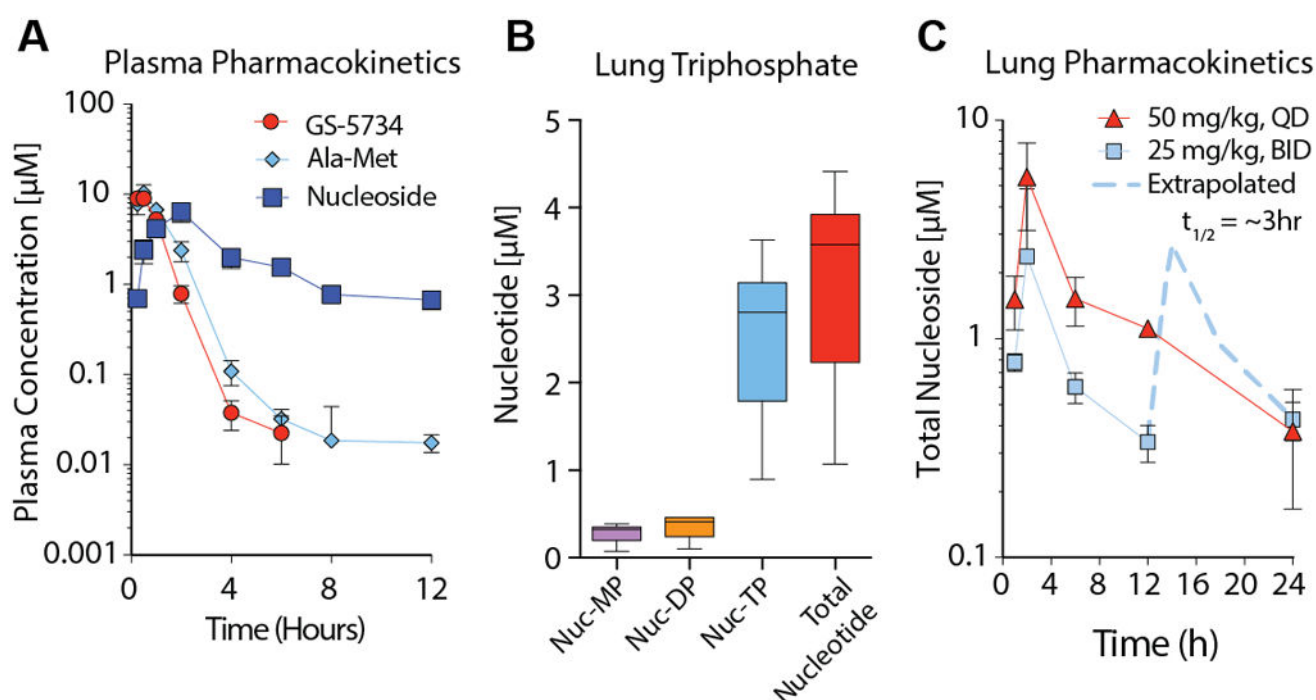 A
Plasma Pharmacokinetics
GS-5734
Ala-Met
Nucleoside
Plasma Concentration [µM]
100
10
1
0.1
0.01
0.001
0
4
8
12
Time (Hours)
B
Lung Triphosphate
Nucleotide [µM]
5
4
3
2
1
0
Nuc-MP
Nuc-DP
Nuc-TP
Total
Nucleotide
C
Lung Pharmacokinetics
50 mg/kg, QD
25 mg/kg, BID
Extrapolated
t1/2 = ~3hr
Total Nucleoside [µM]
10
1
0.1
0
4
8
12
16
20
24
Time (h)